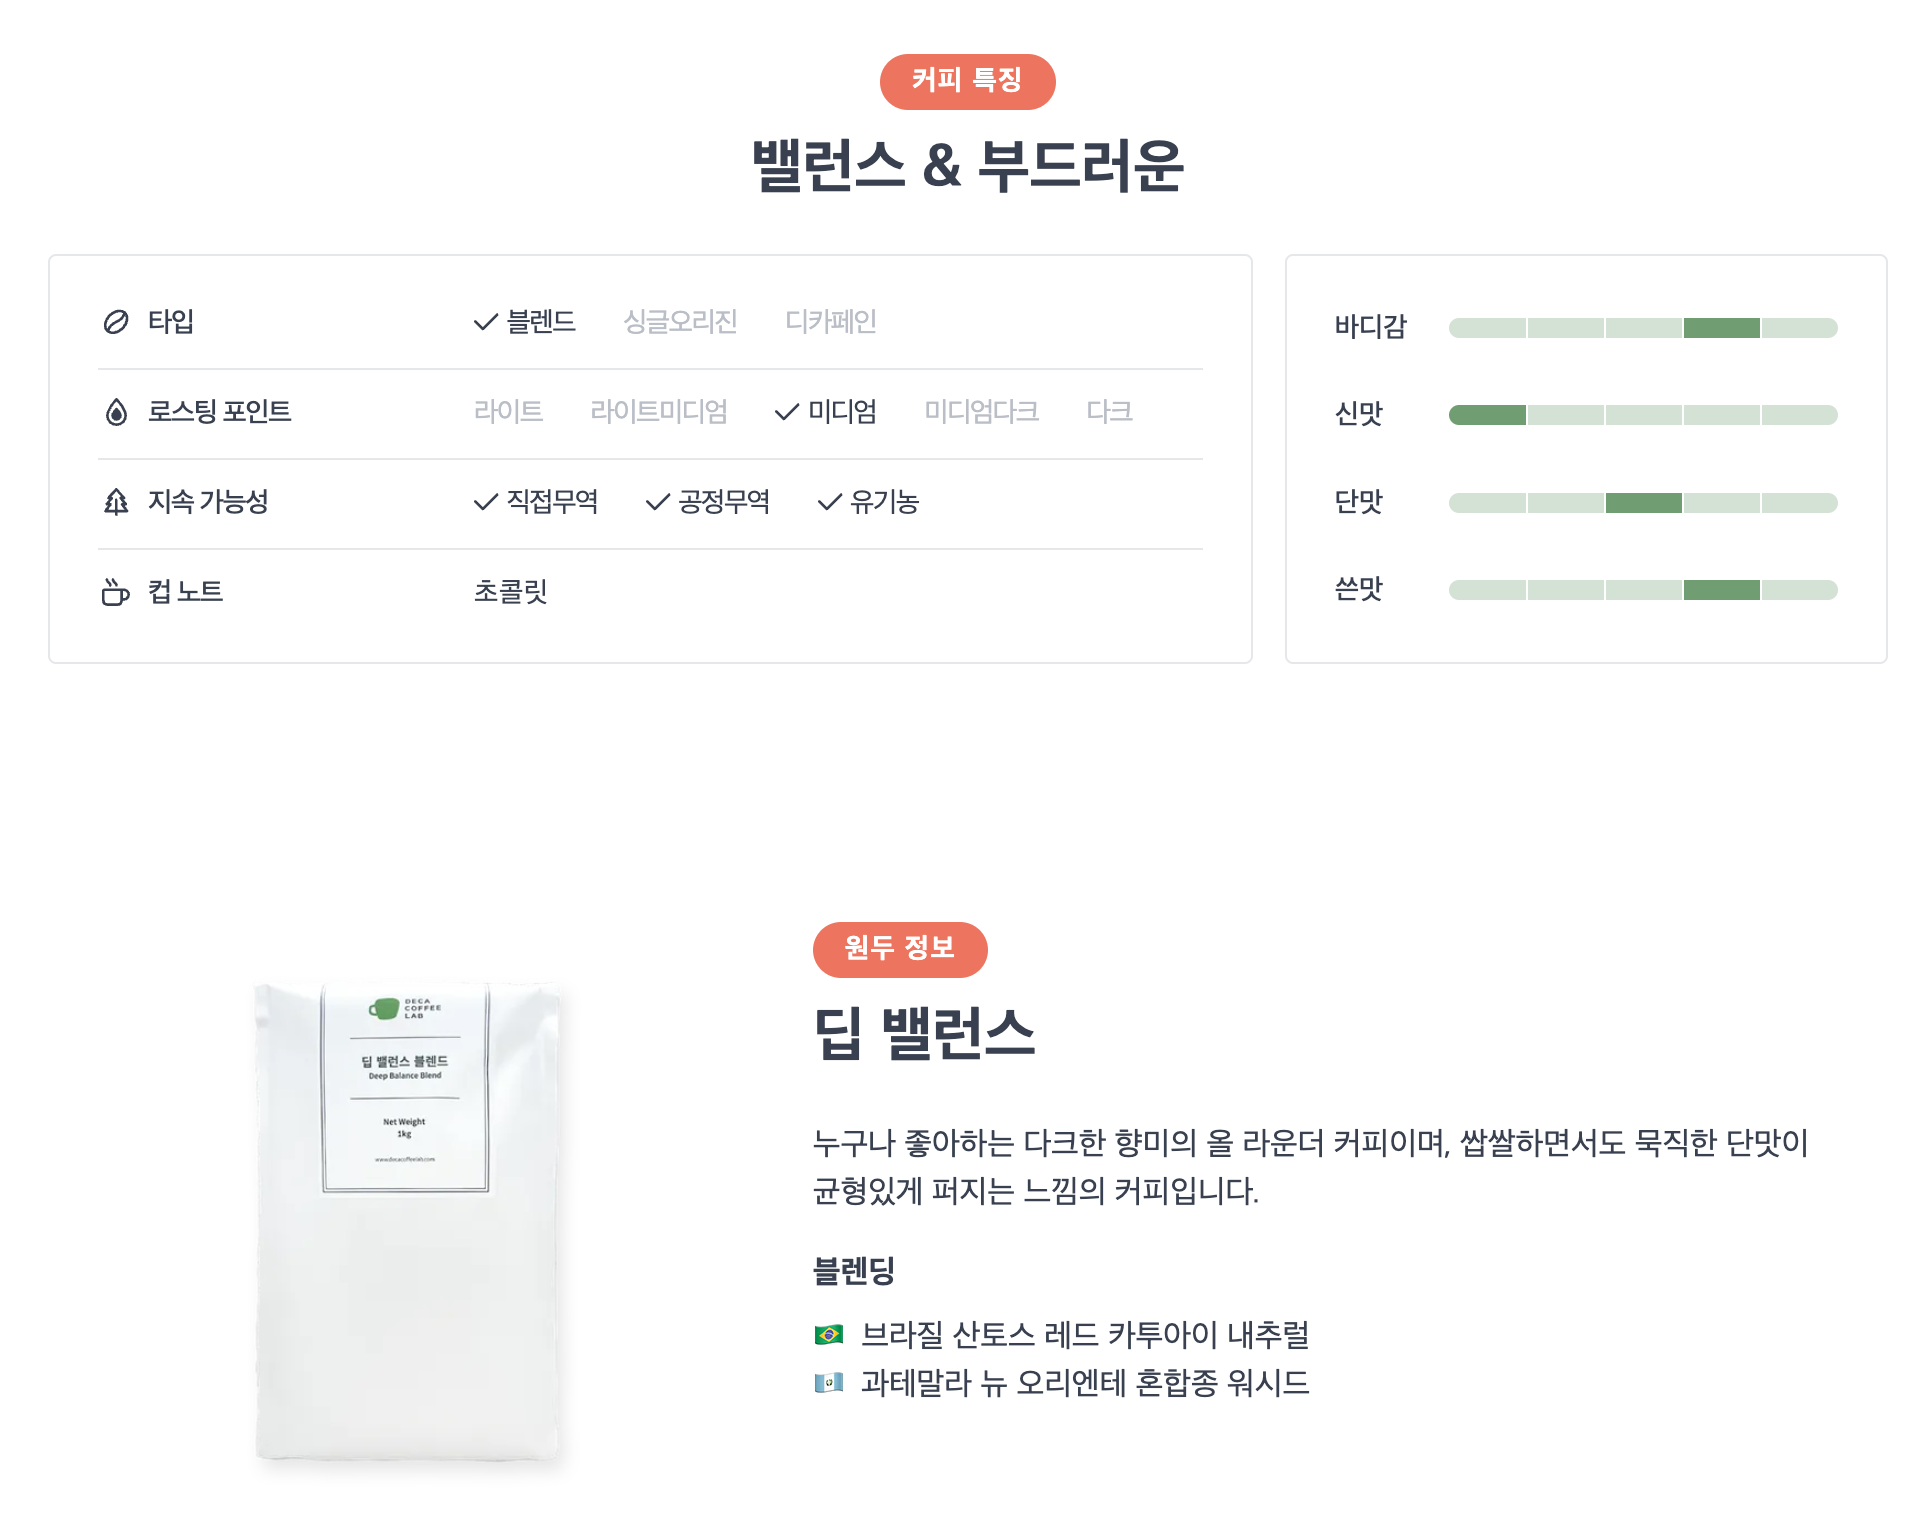 커피 특징
밸런스 & 부드러운
타입 블렌드 싱글오리진 디카페인
로스팅 포인트 라이트 라이트미디엄 미디엄 미디엄다크 다크
지속 가능성 직접무역 공정무역 유기농
컵 노트 초콜릿
바디감
신맛
단맛
쓴맛
DECA
COFFEE
LAB
딥 밸런스 블렌드
Deep Balance Blend
Net Weight
1kg
www.decacoffeelab.com
원두 정보
딥 밸런스
누구나 좋아하는 다크한 향미의 올 라운더 커피이며, 쌉쌀하면서도 묵직한 단맛이
균형있게 퍼지는 느낌의 커피입니다.
블렌딩
브라질 산토스 레드 카투아이 내추럴
과테말라 뉴 오리엔테 혼합종 워시드